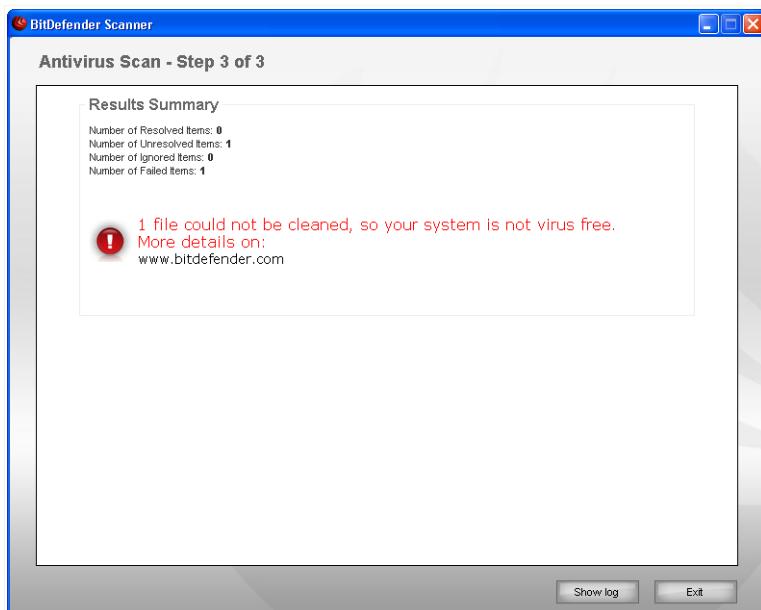 BitDefender Scanner
Antivirus Scan - Step 3 of 3
Results Summary
Number of Resolved Items: 0
Number of Unresolved Items: 1
Number of Ignored Items: 0
Number of Failed Items: 1
1 file could not be cleaned, so your system is not virus free.
More details on:
www.bitdefender.com
Show log
Exit